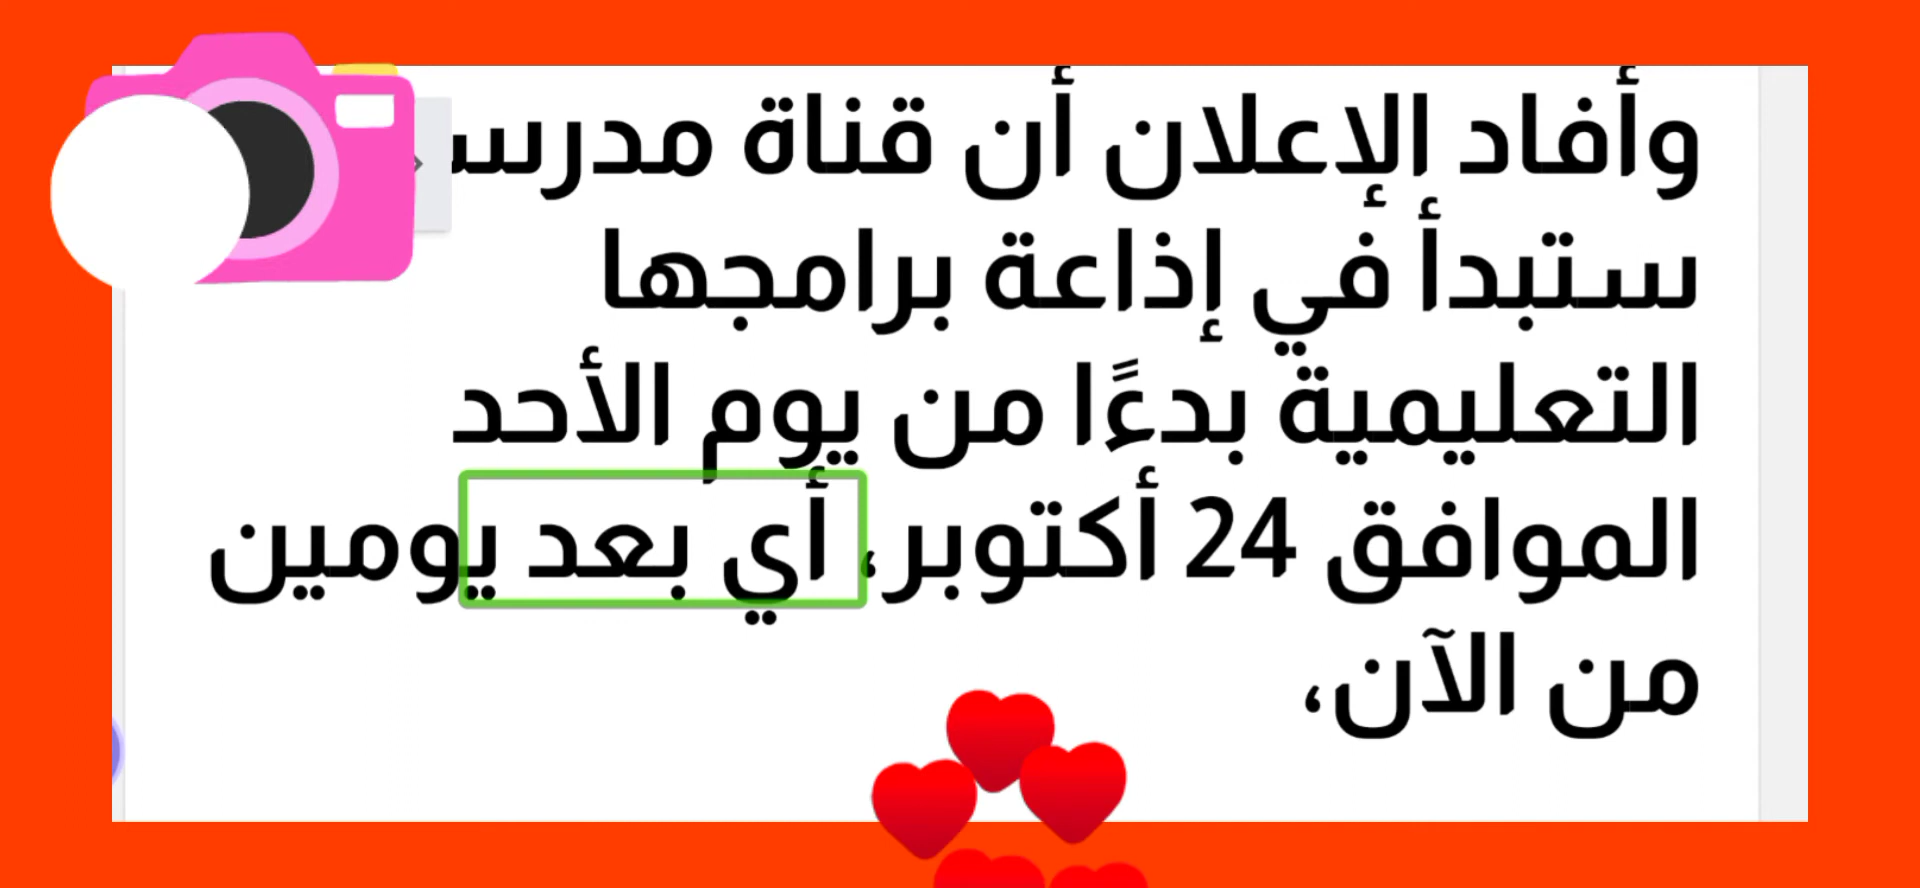 وأفاد الإعلان أن قناة
ستبدأ في إذاعة برامجها
التعليمية بدءًا من يوم الأحد
الموافق 24 أكتوبر، أي بعد يومين
من الآن،